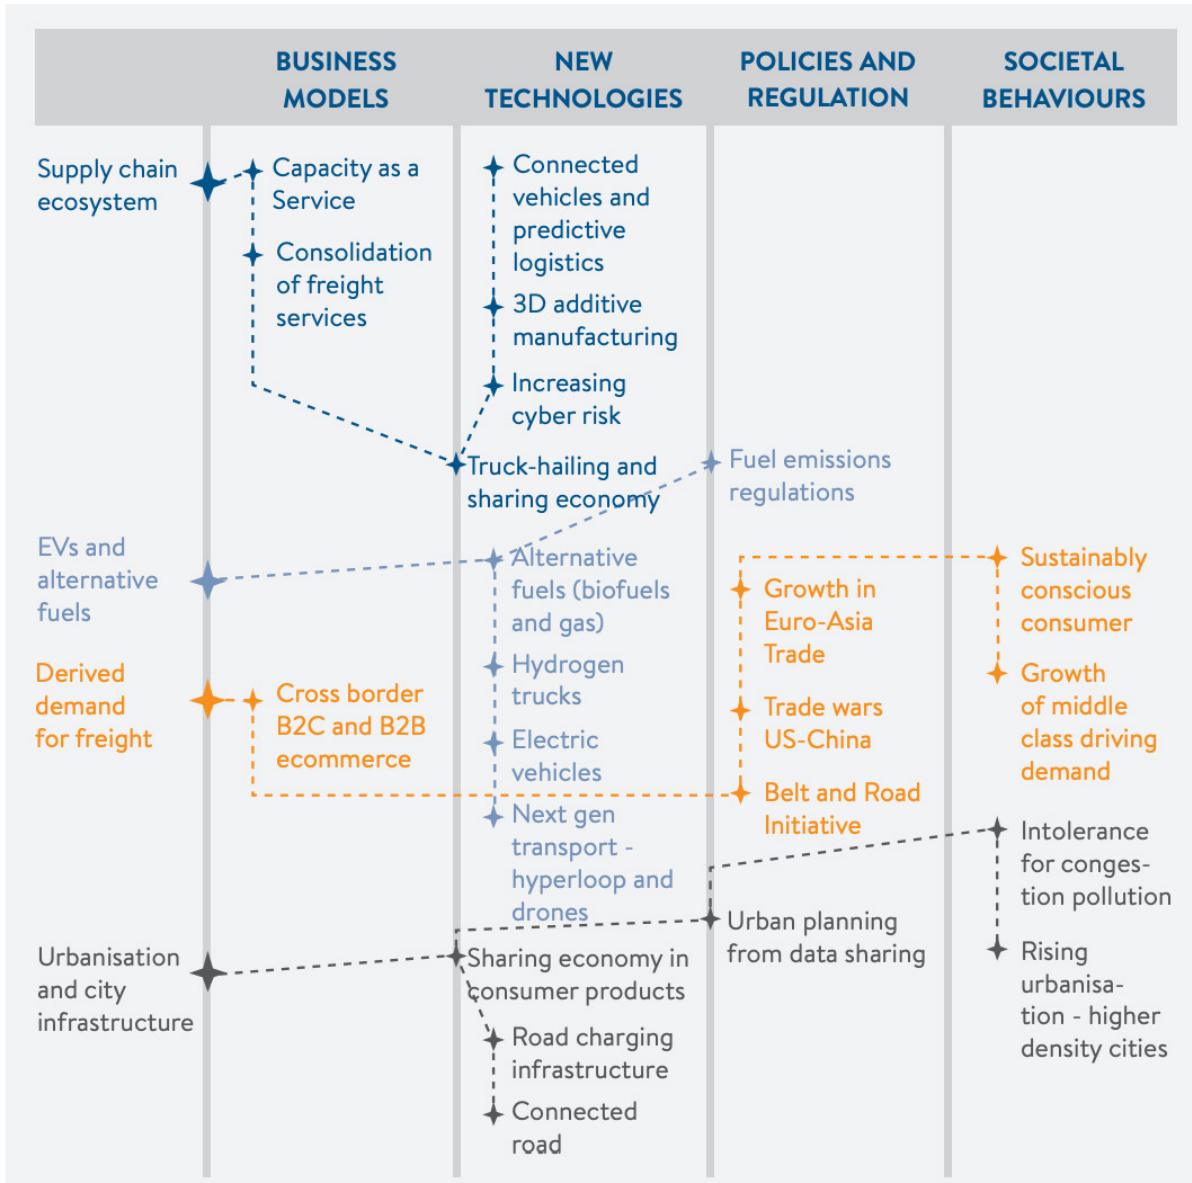 BUSINESS
MODELS
NEW
TECHNOLOGIES
POLICIES AND
REGULATION
SOCIETAL
BEHAVIOURS
Supply chain
ecosystem
Capacity as a
Service
Consolidation
of freight
services
Connected
vehicles and
predictive
logistics
3D additive
manufacturing
Increasing
cyber risk
Truck-hailing and
sharing economy
Fuel emissions
regulations
EVs and
alternative
fuels
Alternative
fuels (biofuels
and gas)
Hydrogen
trucks
Electric
vehicles
Next gen
transport -
hyperloop and
drones
Derived
demand
for freight
Cross border
B2C and B2B
ecommerce
Growth in
Euro-Asia
Trade
Trade wars
US-China
Belt and Road
Initiative
Sustainably
conscious
consumer
Growth
of middle
class driving
demand
Urbanisation
and city
infrastructure
Sharing economy in
consumer products
Road charging
infrastructure
Connected
road
Urban planning
from data sharing
Intolerance
for conges-
tion pollution
Rising
urbanisa-
tion - higher
density cities